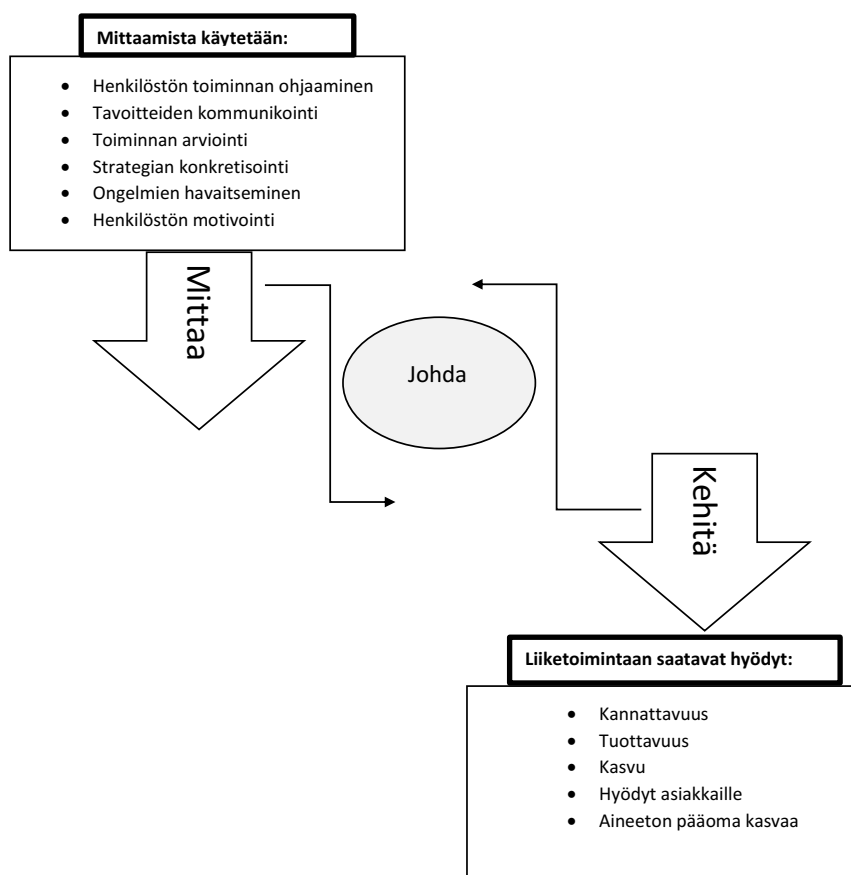 Mittaamista käytetään:
• Henkilöstön toiminnan ohjaaminen
• Tavoitteiden kommunikointi
• Toiminnan arviointi
• Strategian konkretisointi
• Ongelmien havaitseminen
• Henkilöstön motivointi
Mittaa
Johda
Kehitä
Liiketoimintaan saatavat hyödyt:
• Kannattavuus
• Tuottavuus
• Kasvu
• Hyödyt asiakkaille
• Aineeton pääoma kasvaa